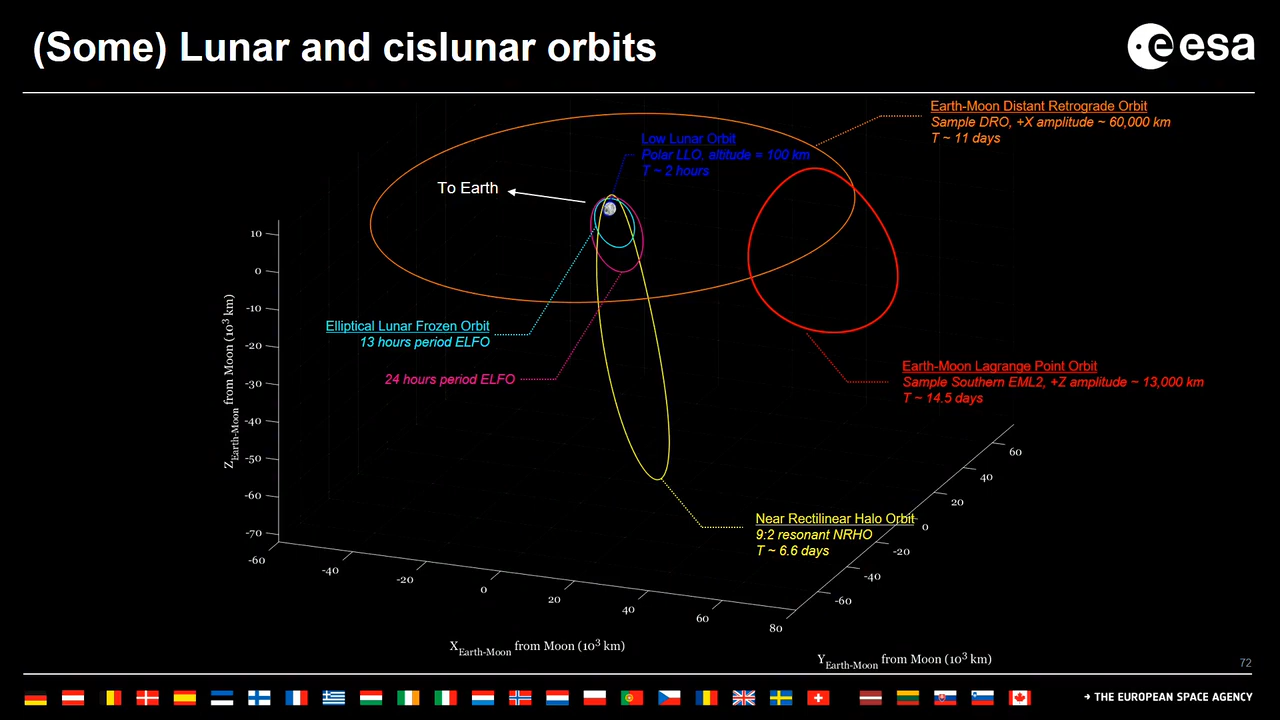 (Some) Lunar and cislunar orbits
esa
Earth-Moon Distant Retrograde Orbit
Sample DRO, +X amplitude ~ 60,000 km
T ~ 11 days
Low Lunar Orbit
Polar LLO, altitude = 100 km
T ~ 2 hours
To Earth
Elliptical Lunar Frozen Orbit
13 hours period ELFO
24 hours period ELFO
Earth-Moon Lagrange Point Orbit
Sample Southern EML2, +Z amplitude ~ 13,000 km
T ~ 14.5 days
Near Rectilinear Halo Orbit
9:2 resonant NRHO
T ~ 6.6 days
Z Earth-Moon from Moon (10³ km)
10
0
-10
-20
-30
-40
-50
-60
-70
-60
-40
-20
0
20
40
60
80
X Earth-Moon from Moon (10³ km)
60
40
20
0
-20
-40
-60
Y Earth-Moon from Moon (10³ km)
72
→ THE EUROPEAN SPACE AGENCY